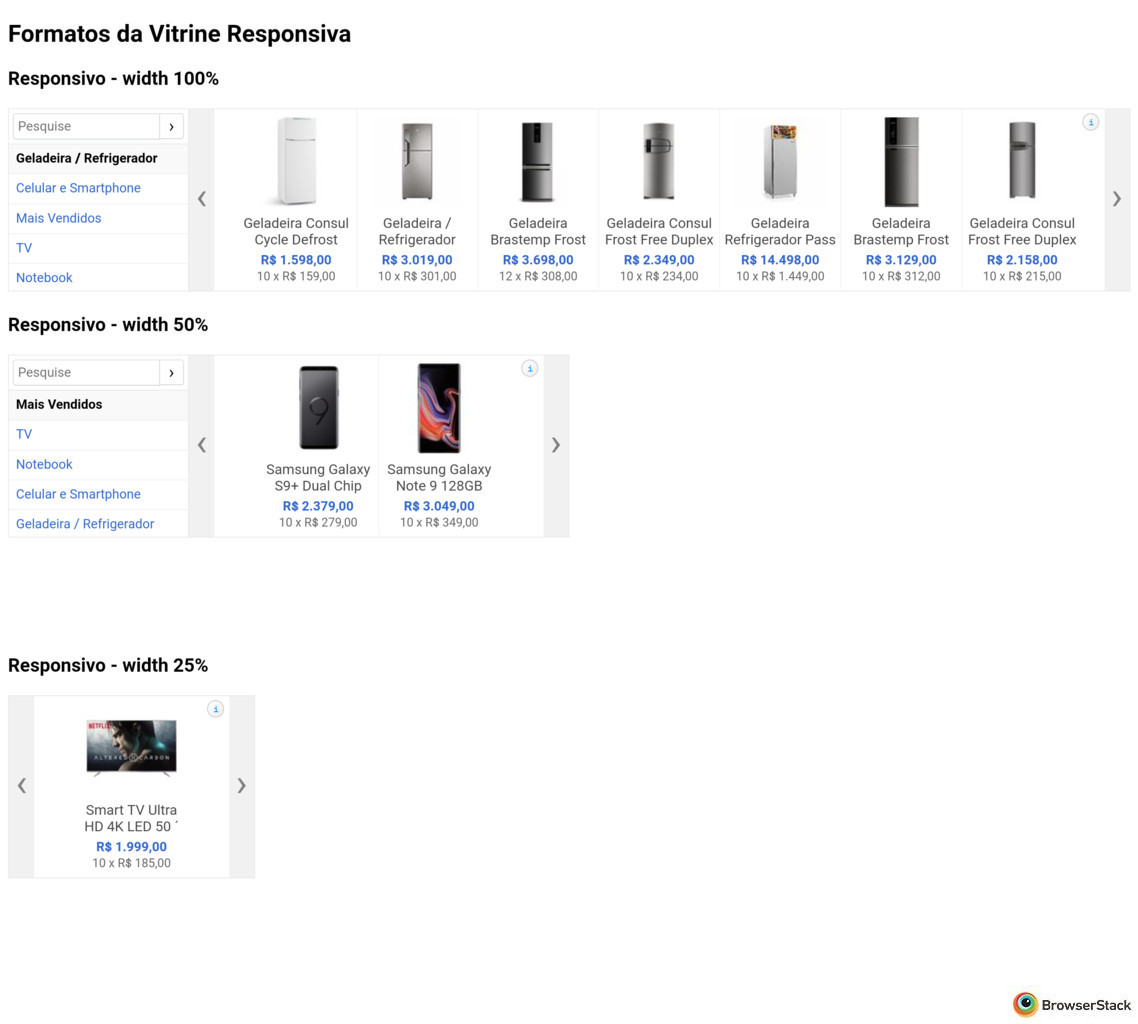 Formatos da Vitrine Responsiva
Responsivo - width 100%
Pesquise ›
Geladeira / Refrigerador
Celular e Smartphone
Mais Vendidos
TV
Notebook
❮
Geladeira Consul
Cycle Defrost
R$ 1.598,00
10 x R$ 159,00
Geladeira /
Refrigerador
R$ 3.019,00
10 x R$ 301,00
Geladeira
Brastemp Frost
R$ 3.698,00
12 x R$ 308,00
Geladeira Consul
Frost Free Duplex
R$ 2.349,00
10 x R$ 234,00
Geladeira
Refrigerador Pass
R$ 14.498,00
10 x R$ 1.449,00
Geladeira
Brastemp Frost
R$ 3.129,00
10 x R$ 312,00
Geladeira Consul
Frost Free Duplex
R$ 2.158,00
10 x R$ 215,00
i
❯
Responsivo - width 50%
Pesquise ›
Mais Vendidos
TV
Notebook
Celular e Smartphone
Geladeira / Refrigerador
❮
9
Samsung Galaxy
S9+ Dual Chip
R$ 2.379,00
10 x R$ 279,00
Samsung Galaxy
Note 9 128GB
R$ 3.049,00
10 x R$ 349,00
i
❯
Responsivo - width 25%
❮
i
NETFLIX
ALTERED CARBON
Smart TV Ultra
HD 4K LED 50 ´
R$ 1.999,00
10 x R$ 185,00
❯
BrowserStack